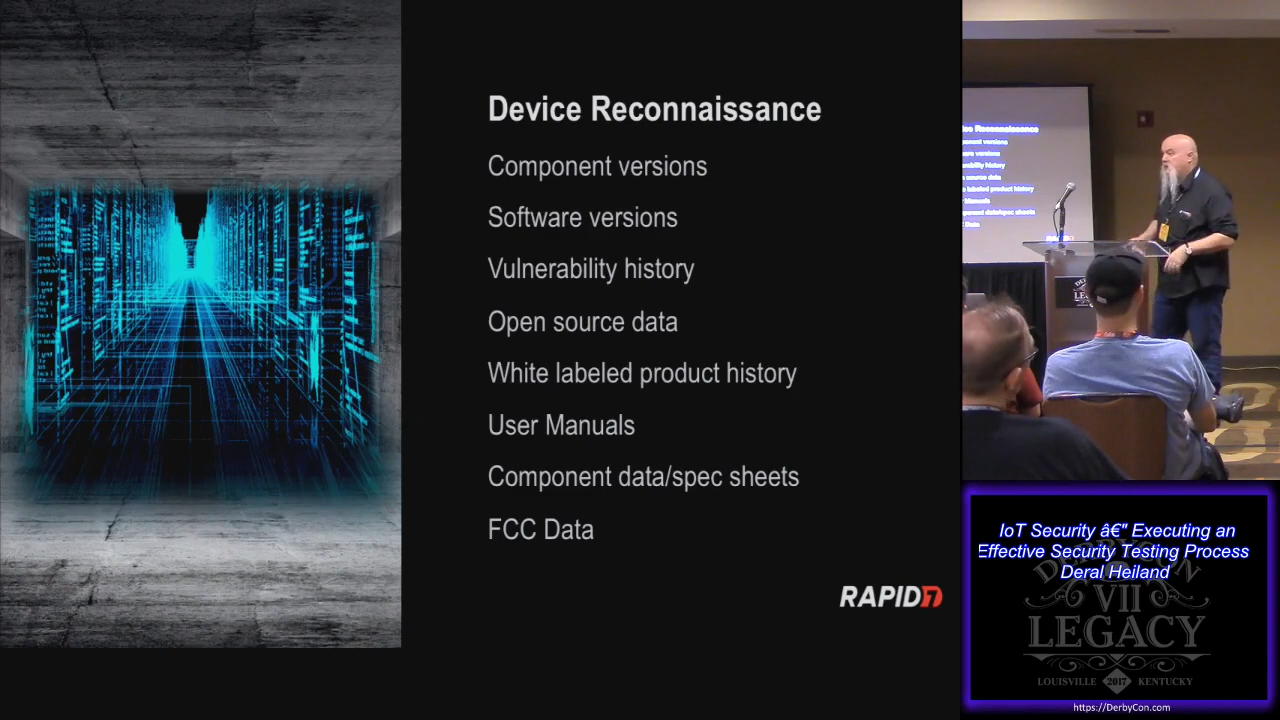 Device Reconnaissance
Component versions
Software versions
Vulnerability history
Open source data
White labeled product history
User Manuals
Component data/spec sheets
FCC Data
RAPID7
IoT Security â€" Executing an
Effective Security Testing Process
Deral Heiland
DERBYCON
VII
LEGACY
LOUISVILLE 2017 KENTUCKY
https://DerbyCon.com